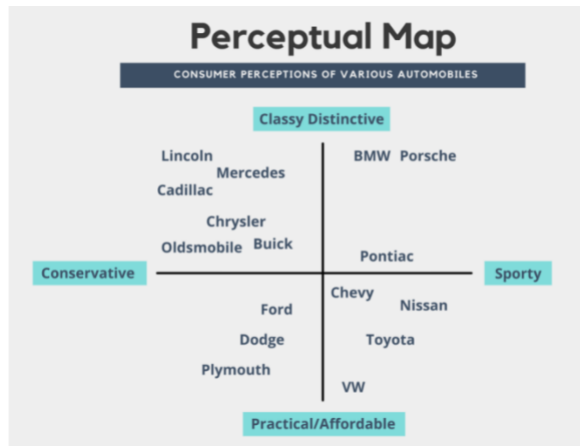 Perceptual Map
CONSUMER PERCEPTIONS OF VARIOUS AUTOMOBILES
Classy Distinctive
Lincoln
BMW Porsche
Mercedes
Cadillac
Chrysler
Oldsmobile Buick
Pontiac
Conservative
Sporty
Chevy
Nissan
Ford
Dodge
Toyota
Plymouth
VW
Practical/Affordable